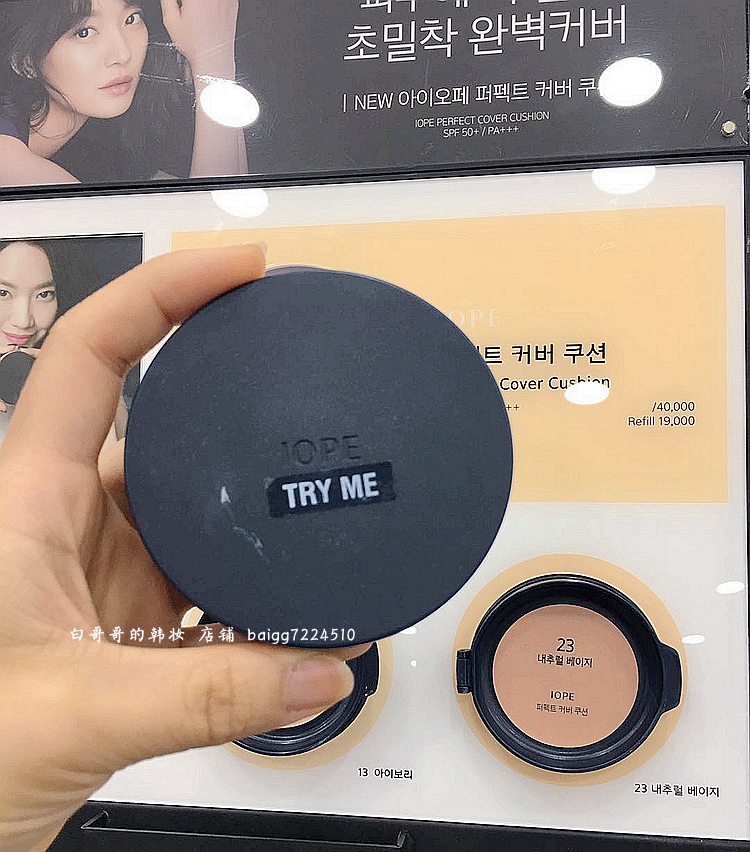 초밀착 완벽커버
NEW 아이오페 퍼펙트 커버
IOPE PERFECT COVER CUSHION
SPF 50+ / PA+++
IOPE
커버 쿠션
Cover Cushion
++
/40,000
Refill 19,000
IOPE
TRY ME
白哥哥的韩妆 店铺 baigg7224510
23
내추럴 베이지
IOPE
퍼펙트 커버 쿠션
13 아이보리
23 내추럴 베이지